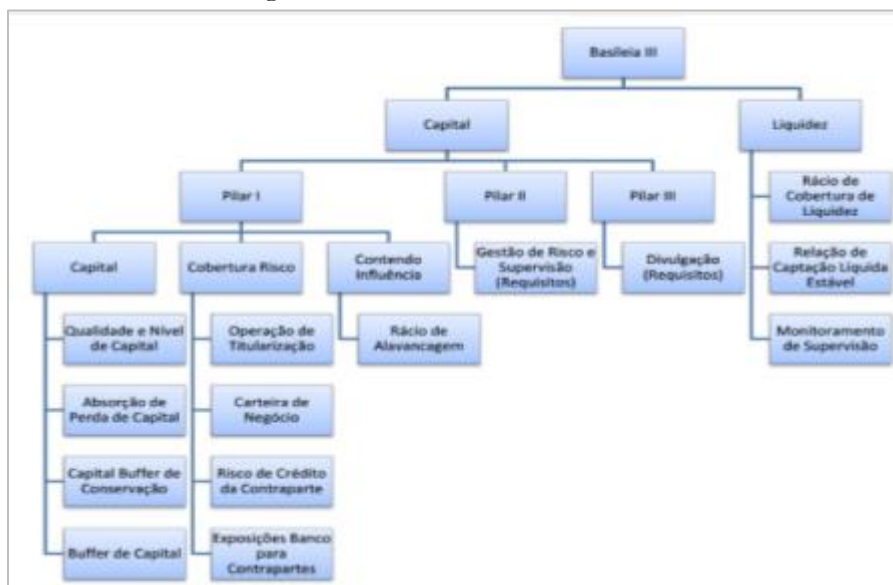 Basileia III
Capital
Liquidez
Pilar I
Pilar II
Pilar III
Rácio de
Cobertura de
Liquidez
Capital
Cobertura Risco
Contendo
Influência
Gestão de Risco e
Supervisão
(Requisitos)
Divulgação
(Requisitos)
Relação de
Captação Líquida
Estável
Qualidade e Nível
de Capital
Operação de
Titularização
Rácio de
Alavancagem
Monitoramento
de Supervisão
Absorção de
Perda de Capital
Carteira de
Negócio
Capital Buffer de
Conservação
Risco de Crédito
da Contraparte
Buffer de Capital
Exposições Banco
para
Contrapartes